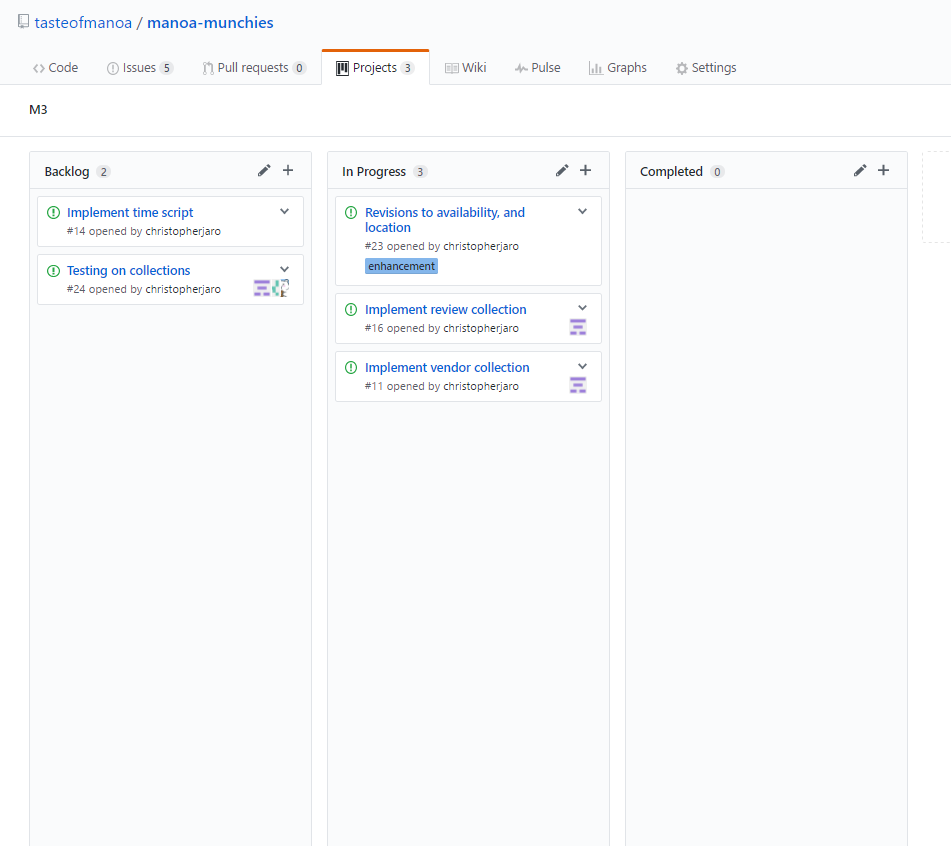 tasteofmanoa / manoa-munchies
Code Issues 5 Pull requests 0 Projects 3 Wiki Pulse Graphs Settings
M3
Backlog 2
Implement time script
#14 opened by christopherjaro
Testing on collections
#24 opened by christopherjaro
In Progress 3
Revisions to availability, and
location
#23 opened by christopherjaro
enhancement
Implement review collection
#16 opened by christopherjaro
Implement vendor collection
#11 opened by christopherjaro
Completed 0